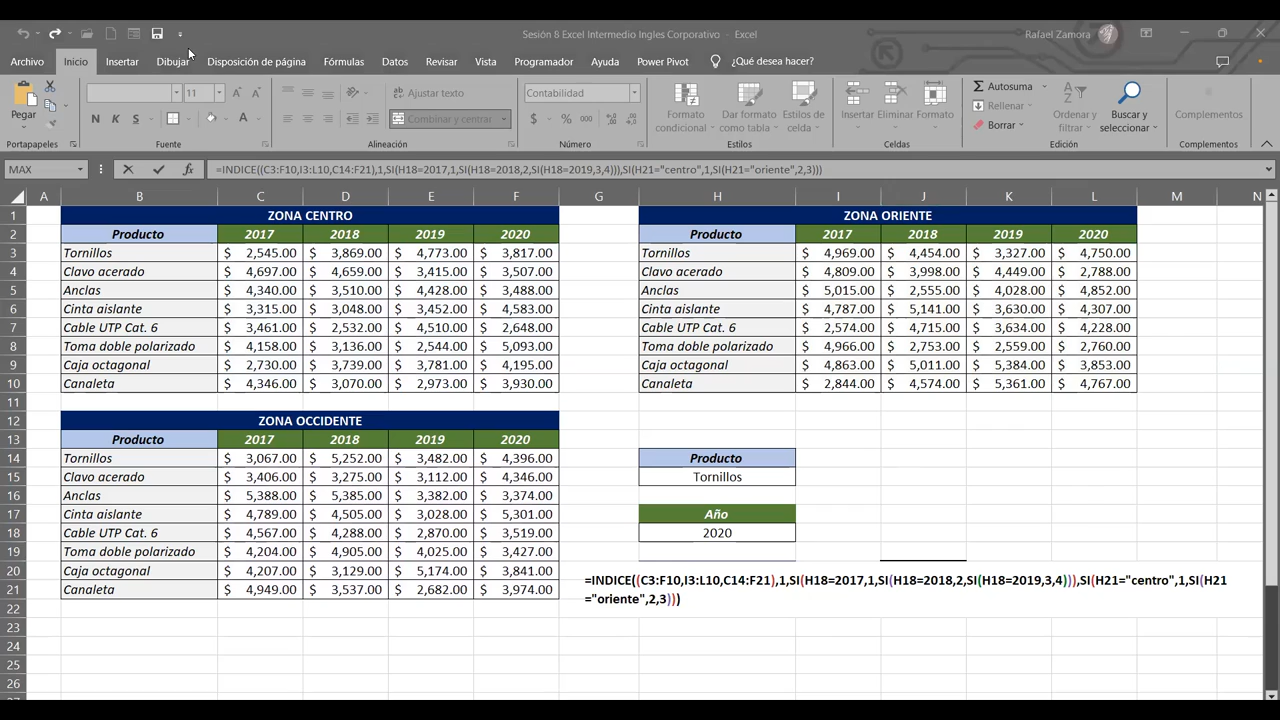 Sesión 8 Excel Intermedio Ingles Corporativo - Excel
Rafael Zamora
Archivo Inicio Insertar Dibujar Disposición de página Fórmulas Datos Revisar Vista Programador Ayuda Power Pivot ¿Qué desea hacer?
Pegar
11
N K S
Ajustar texto
Combinar y centrar
Contabilidad
$ % 000
Formato condicional
Dar formato como tabla
Estilos de celda
Insertar Eliminar Formato
Autosuma
Rellenar
Borrar
Ordenar y filtrar
Buscar y seleccionar
Complementos
Portapapeles Fuente Alineación Número Estilos Celdas Edición Complementos
MAX =INDICE((C3:F10,I3:L10,C14:F21),1,SI(H18=2017,1,SI(H18=2018,2,SI(H18=2019,3,4))),SI(H21="centro",1,SI(H21="oriente",2,3)))
A B C D E F G H I J K L M N
1 ZONA CENTRO ZONA ORIENTE
2 Producto 2017 2018 2019 2020 Producto 2017 2018 2019 2020
3 Tornillos $ 2,545.00 $ 3,869.00 $ 4,773.00 $ 3,817.00 Tornillos $ 4,969.00 $ 4,454.00 $ 3,327.00 $ 4,750.00
4 Clavo acerado $ 4,697.00 $ 4,659.00 $ 3,415.00 $ 3,507.00 Clavo acerado $ 4,809.00 $ 3,998.00 $ 4,449.00 $ 2,788.00
5 Anclas $ 4,340.00 $ 3,510.00 $ 4,428.00 $ 3,488.00 Anclas $ 5,015.00 $ 2,555.00 $ 4,028.00 $ 4,852.00
6 Cinta aislante $ 3,315.00 $ 3,048.00 $ 3,452.00 $ 4,583.00 Cinta aislante $ 4,787.00 $ 5,141.00 $ 3,630.00 $ 4,307.00
7 Cable UTP Cat. 6 $ 3,461.00 $ 2,532.00 $ 4,510.00 $ 2,648.00 Cable UTP Cat. 6 $ 2,574.00 $ 4,715.00 $ 3,634.00 $ 4,228.00
8 Toma doble polarizado $ 4,158.00 $ 3,136.00 $ 2,544.00 $ 5,093.00 Toma doble polarizado $ 4,966.00 $ 2,753.00 $ 2,559.00 $ 2,760.00
9 Caja octagonal $ 2,730.00 $ 3,739.00 $ 3,781.00 $ 4,195.00 Caja octagonal $ 4,863.00 $ 5,011.00 $ 5,384.00 $ 3,853.00
10 Canaleta $ 4,346.00 $ 3,070.00 $ 2,973.00 $ 3,930.00 Canaleta $ 2,844.00 $ 4,574.00 $ 5,361.00 $ 4,767.00
11
12 ZONA OCCIDENTE
13 Producto 2017 2018 2019 2020
14 Tornillos $ 3,067.00 $ 5,252.00 $ 3,482.00 $ 4,396.00 Producto
15 Clavo acerado $ 3,406.00 $ 3,275.00 $ 3,112.00 $ 4,346.00 Tornillos
16 Anclas $ 5,388.00 $ 5,385.00 $ 3,382.00 $ 3,374.00
17 Cinta aislante $ 4,789.00 $ 4,505.00 $ 3,028.00 $ 5,301.00 Año
18 Cable UTP Cat. 6 $ 4,567.00 $ 4,288.00 $ 2,870.00 $ 3,519.00 2020
19 Toma doble polarizado $ 4,204.00 $ 4,905.00 $ 4,025.00 $ 3,427.00
20 Caja octagonal $ 4,207.00 $ 3,129.00 $ 5,174.00 $ 3,841.00 =INDICE((C3:F10,I3:L10,C14:F21),1,SI(H18=2017,1,SI(H18=2018,2,SI(H18=2019,3,4))),SI(H21="centro",1,SI(H21
21 Canaleta $ 4,949.00 $ 3,537.00 $ 2,682.00 $ 3,974.00 ="oriente",2,3)))
22
23
24
25
26